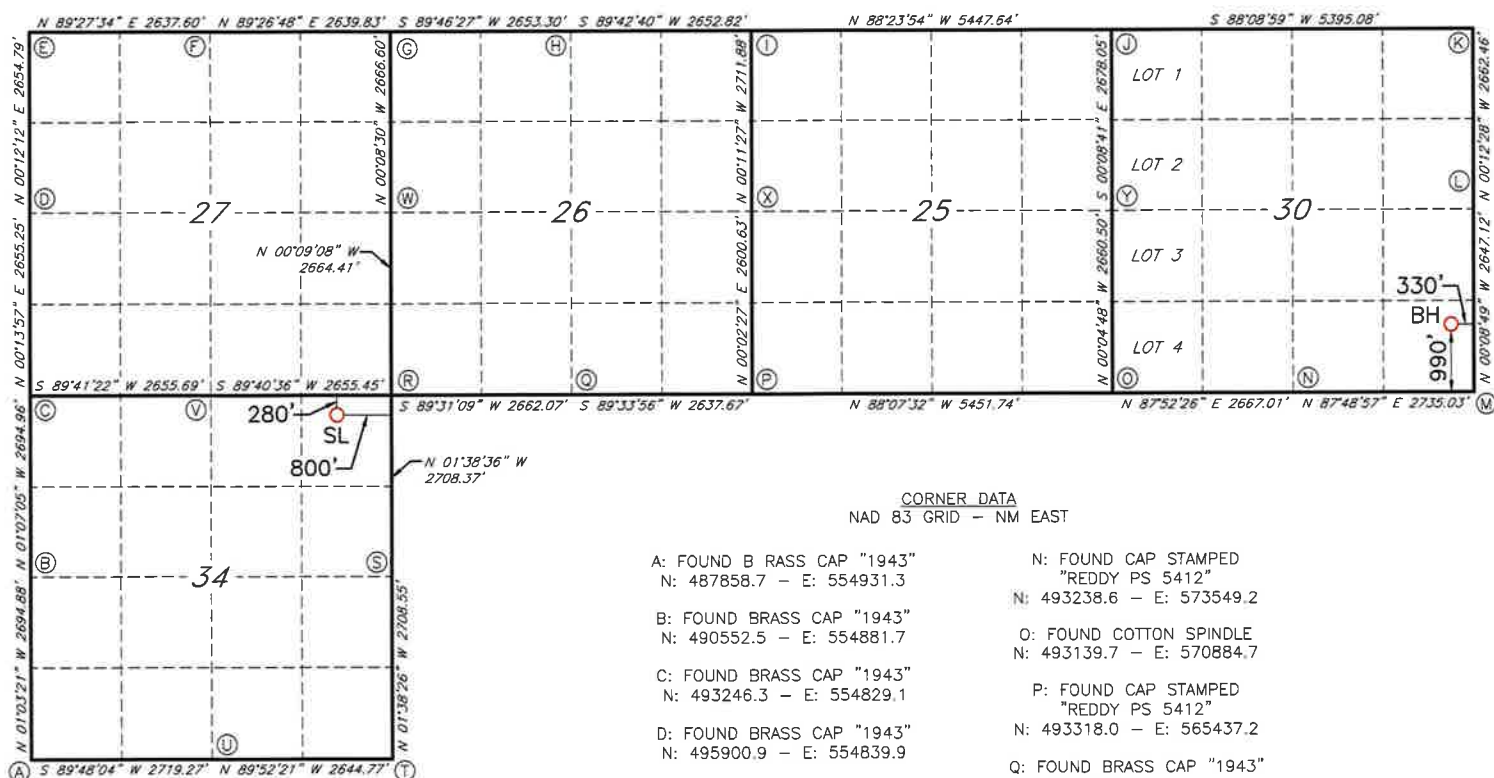 N 89°27'34" E 2637.60' N 89°26'48" E 2639.83' S 89°46'27" W 2653.30' S 89°42'40" W 2652.82' N 88°23'54" W 5447.64' S 88°08'59" W 5395.08'
E F G H I J K
N 00°12'12" E 2654.79'
N 00°08'30" W 2666.60'
N 00°11'27" W 2711.88'
S 00°08'41" E 2678.05'
N 00°12'28" W 2662.46'
LOT 1
LOT 2
D 27 W 26 X 25 Y 30 L
N 00°09'08" W
2664.41'
N 00°13'57" E 2655.25'
N 00°02'27" E 2600.63'
N 00°04'48" W 2660.50'
N 00°08'49" W 2647.12'
LOT 3
330'
BH
990'
LOT 4
S 89°41'22" W 2655.69' S 89°40'36" W 2655.45'
R Q P O N
S 89°31'09" W 2662.07' S 89°33'56" W 2637.67' N 88°07'32" W 5451.74' N 87°52'26" E 2667.01' N 87°48'57" E 2735.03' M
C V 280'
SL
800'
N 01°07'05" W 2694.96'
N 01°38'36" W
2708.37'
B 34 S
N 01°03'21" W 2694.88'
N 01°38'26" W 2708.55'
U
A S 89°48'04" W 2719.27' N 89°52'21" W 2644.77' T
CORNER DATA
NAD 83 GRID - NM EAST
A: FOUND B RASS CAP "1943"
N: 487858.7 - E: 554931.3
B: FOUND BRASS CAP "1943"
N: 490552.5 - E: 554881.7
C: FOUND BRASS CAP "1943"
N: 493246.3 - E: 554829.1
D: FOUND BRASS CAP "1943"
N: 495900.9 - E: 554839.9
N: FOUND CAP STAMPED
"REDDY PS 5412"
N: 493238.6 - E: 573549.2
O: FOUND COTTON SPINDLE
N: 493139.7 - E: 570884.7
P: FOUND CAP STAMPED
"REDDY PS 5412"
N: 493318.0 - E: 565437.2
Q: FOUND BRASS CAP "1943"